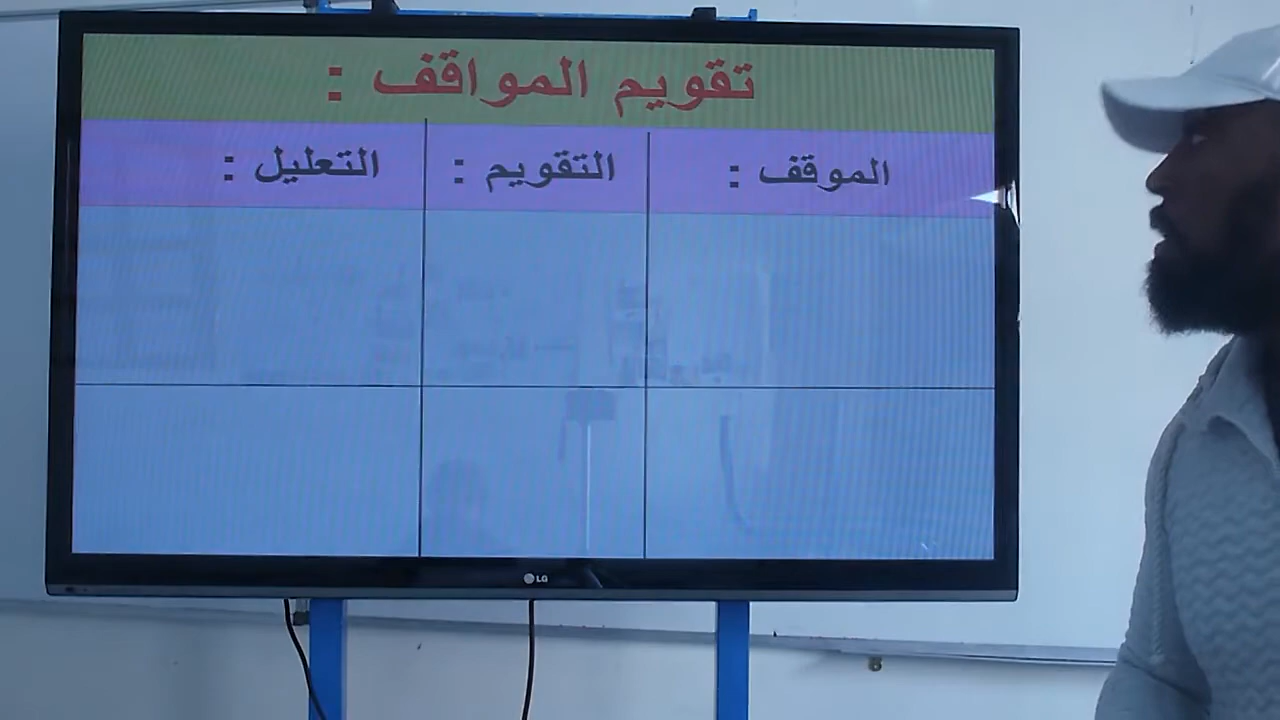 تقويم المواقف :
الموقف : التقويم : التعليل :
LG